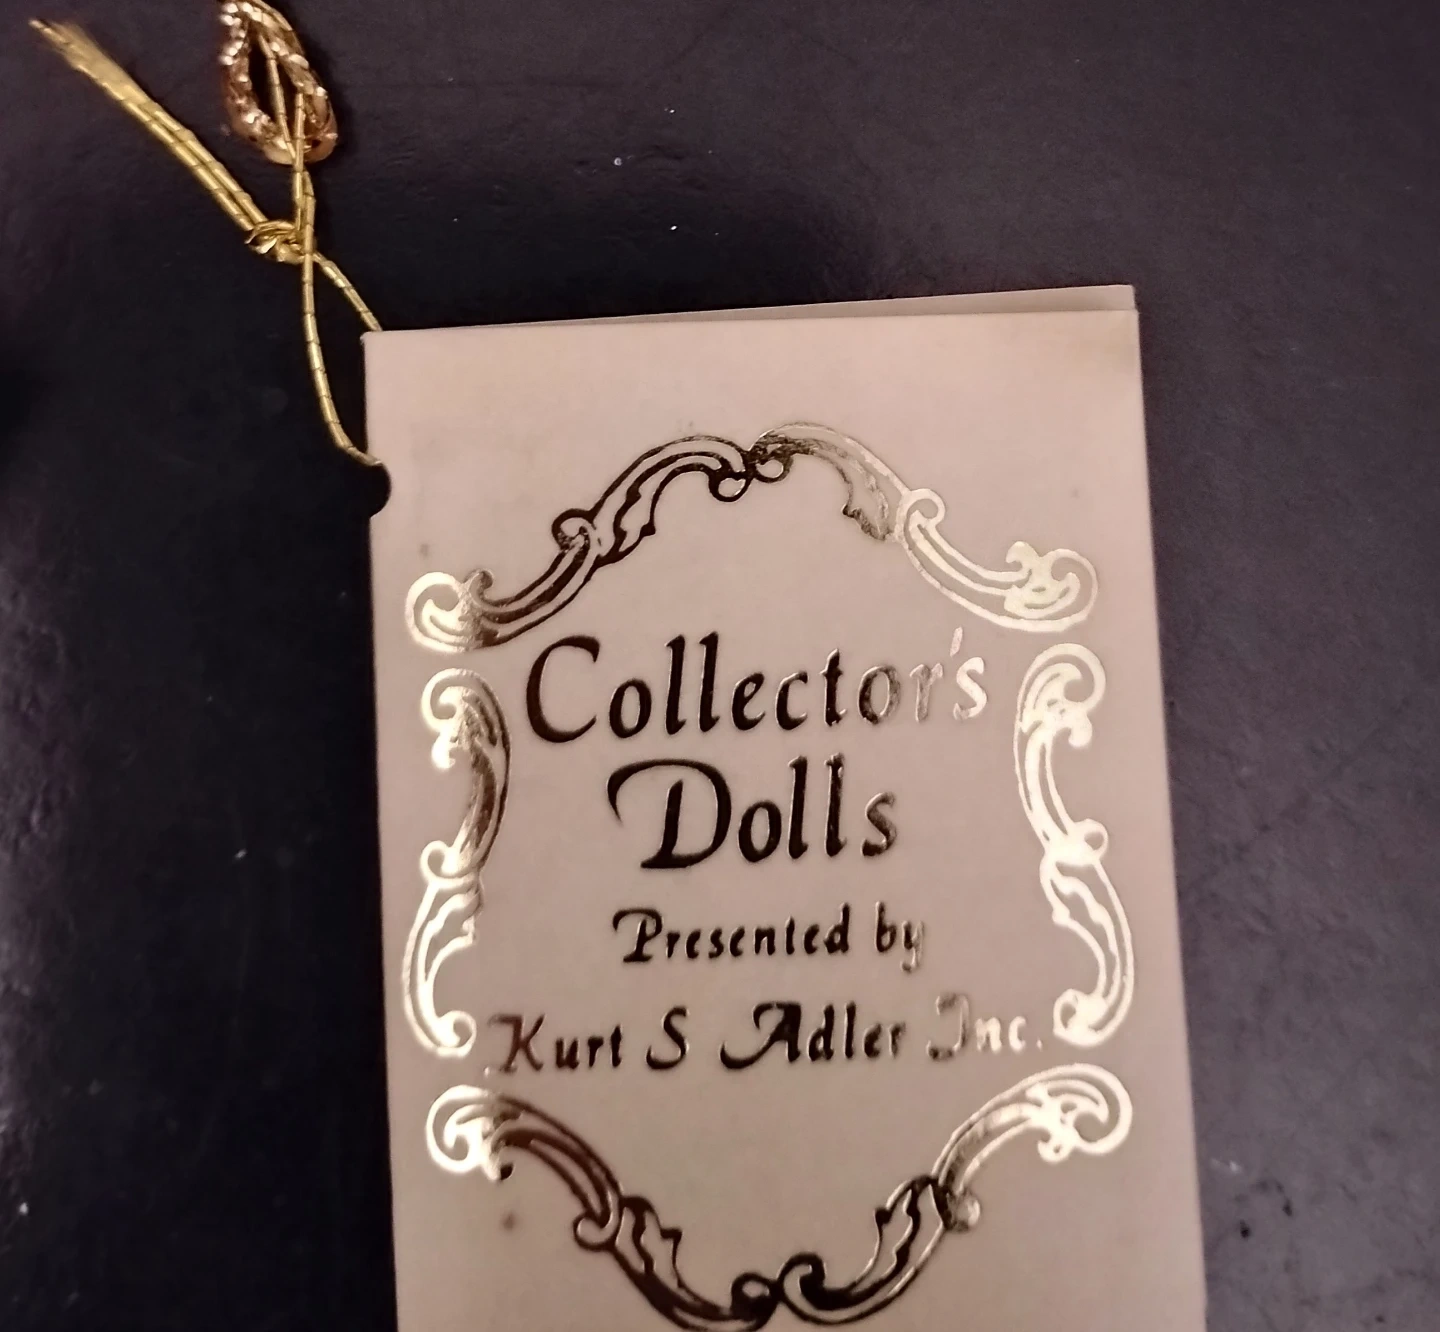 Collector's
Dolls
Presented by
Kurt S Adler Inc.